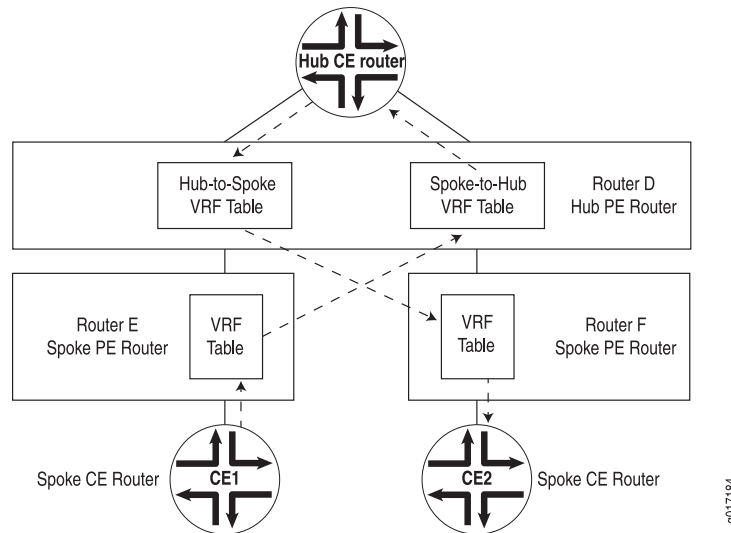 Hub CE router
Hub-to-Spoke
VRF Table
Spoke-to-Hub
VRF Table
Router D
Hub PE Router
Router E
Spoke PE Router
VRF
Table
VRF
Table
Router F
Spoke PE Router
Spoke CE Router
CE1
CE2
Spoke CE Router
g017184